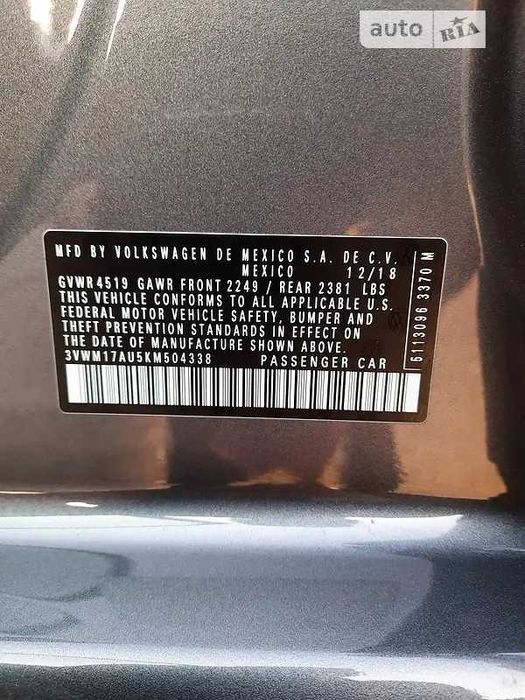 auto RIA
MFD BY VOLKSWAGEN DE MEXICO S.A. DE C.V.
MEXICO 12/18
GVWR4519 GAWR FRONT 2249 / REAR 2381 LBS
THIS VEHICLE CONFORMS TO ALL APPLICABLE U.S.
FEDERAL MOTOR VEHICLE SAFETY, BUMPER AND
THEFT PREVENTION STANDARDS IN EFFECT ON
THE DATE OF MANUFACTURE SHOWN ABOVE.
3VWM17AU5KM504338 PASSENGER CAR
5113096 3370 M